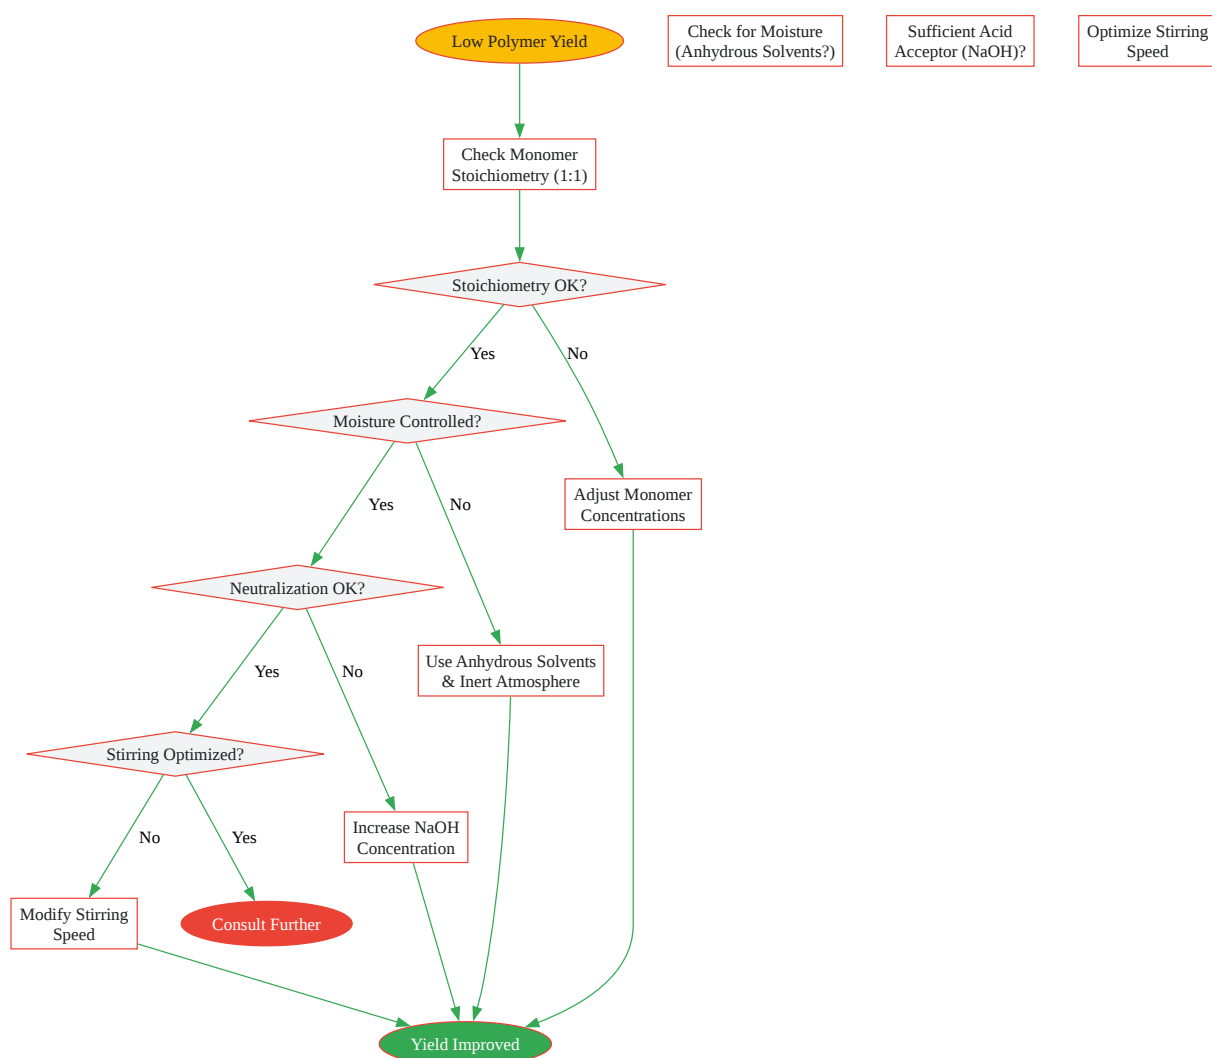 Low Polymer Yield
Check for Moisture
(Anhydrous Solvents?)
Sufficient Acid
Acceptor (NaOH)?
Optimize Stirring
Speed
Check Monomer
Stoichiometry (1:1)
Stoichiometry OK?
Yes
No
Moisture Controlled?
Yes
No
Adjust Monomer
Concentrations
Neutralization OK?
Yes
No
Use Anhydrous Solvents
& Inert Atmosphere
Stirring Optimized?
No
Yes
Increase NaOH
Concentration
Modify Stirring
Speed
Consult Further
Yield Improved